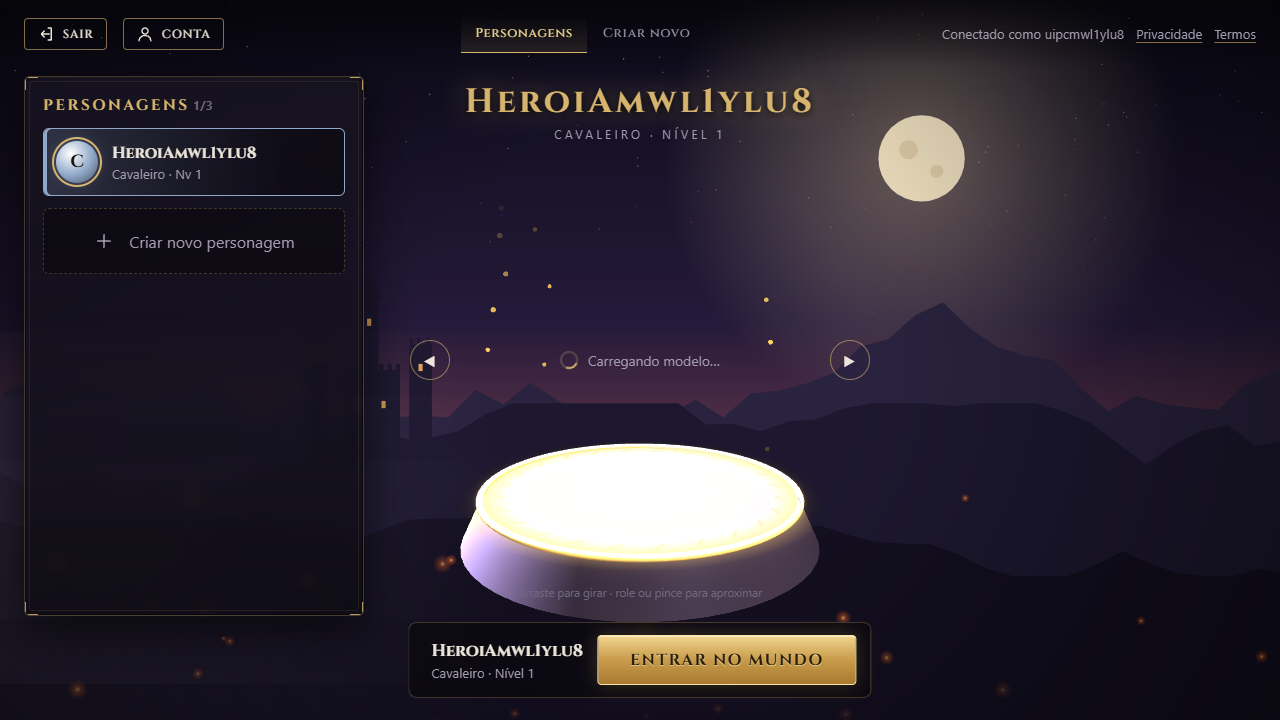 SAIR
CONTA
Personagens
Criar novo
Conectado como uipcmwl1ylu8
Privacidade
Termos
PERSONAGENS 1/3
C
HeroiAmwl1ylu8
Cavaleiro · Nv 1
Criar novo personagem
HeroiAmwl1ylu8
CAVALEIRO · NÍVEL 1
Carregando modelo...
para girar · role ou pince para aproximar
HeroiAmwl1ylu8
Cavaleiro · Nível 1
ENTRAR NO MUNDO